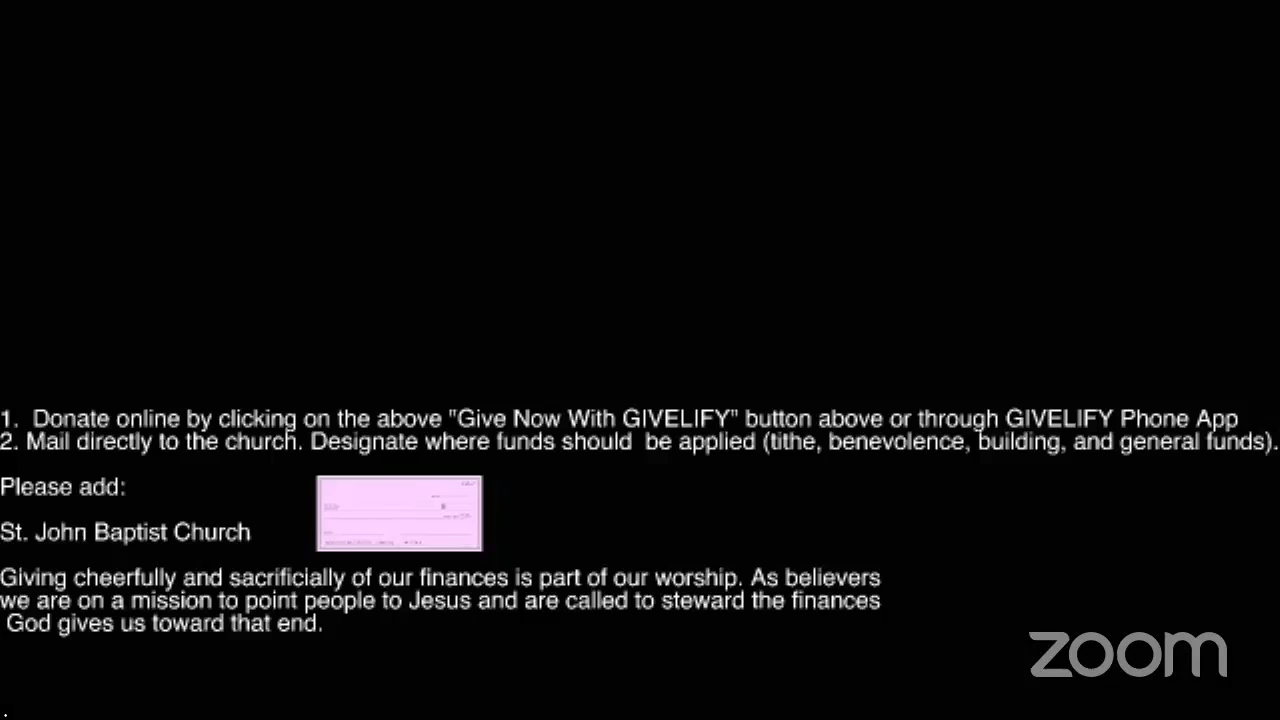 1.  Donate online by clicking on the above "Give Now With GIVELIFY" button above or through GIVELIFY Phone App
2. Mail directly to the church. Designate where funds should  be applied (tithe, benevolence, building, and general funds).
Please add:
St. John Baptist Church
Giving cheerfully and sacrificially of our finances is part of our worship. As believers
we are on a mission to point people to Jesus and are called to steward the finances
God gives us toward that end.
zoom